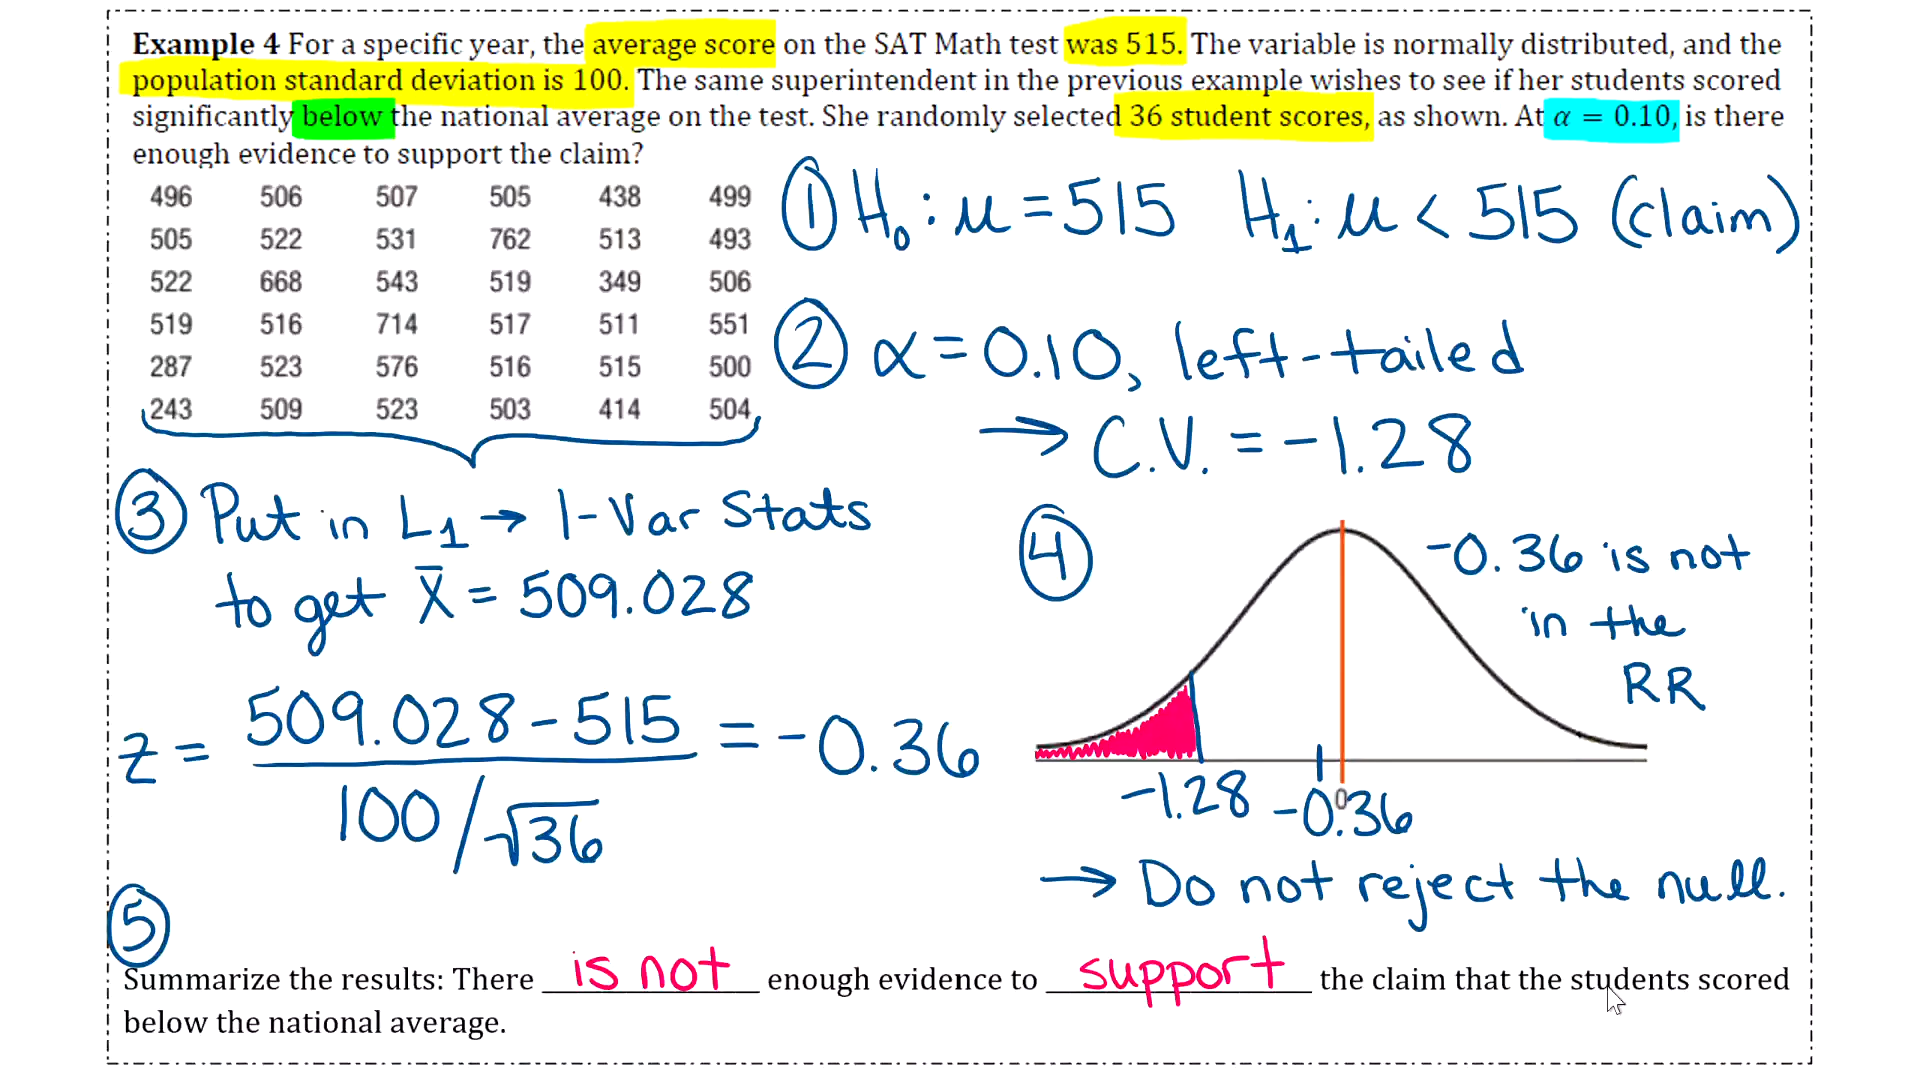 Example 4 For a specific year, the average score on the SAT Math test was 515. The variable is normally distributed, and the
population standard deviation is 100. The same superintendent in the previous example wishes to see if her students scored
significantly below the national average on the test. She randomly selected 36 student scores, as shown. At α = 0.10, is there
enough evidence to support the claim?
496 506 507 505 438 499
505 522 531 762 513 493
522 668 543 519 349 506
519 516 714 517 511 551
287 523 576 516 515 500
243 509 523 503 414 504
① H₀: μ = 515 H₁: μ < 515 (claim)
② α = 0.10, left-tailed
→ C.V. = -1.28
③ Put in L₁ → 1-Var Stats
to get x̄ = 509.028
z = (509.028 - 515) / (100/√36) = -0.36
④
-0.36 is not
in the
RR
-1.28 -0.36 0
→ Do not reject the null.
⑤
Summarize the results: There is not enough evidence to support the claim that the students scored
below the national average.